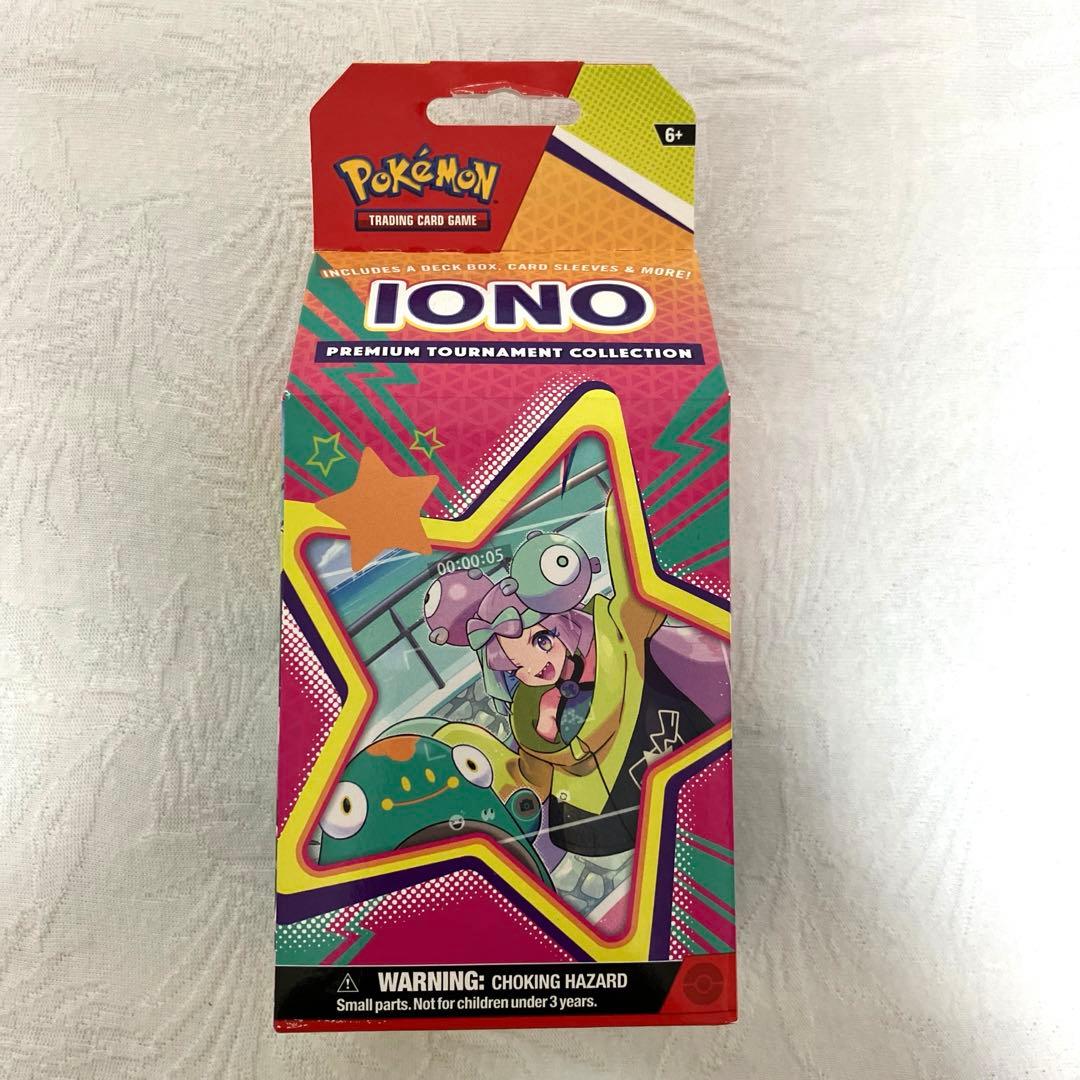 6+
POKéMON
TRADING CARD GAME
INCLUDES A DECK BOX, CARD SLEEVES & MORE!
IONO
PREMIUM TOURNAMENT COLLECTION
00:00:05
WARNING: CHOKING HAZARD
Small parts. Not for children under 3 years.